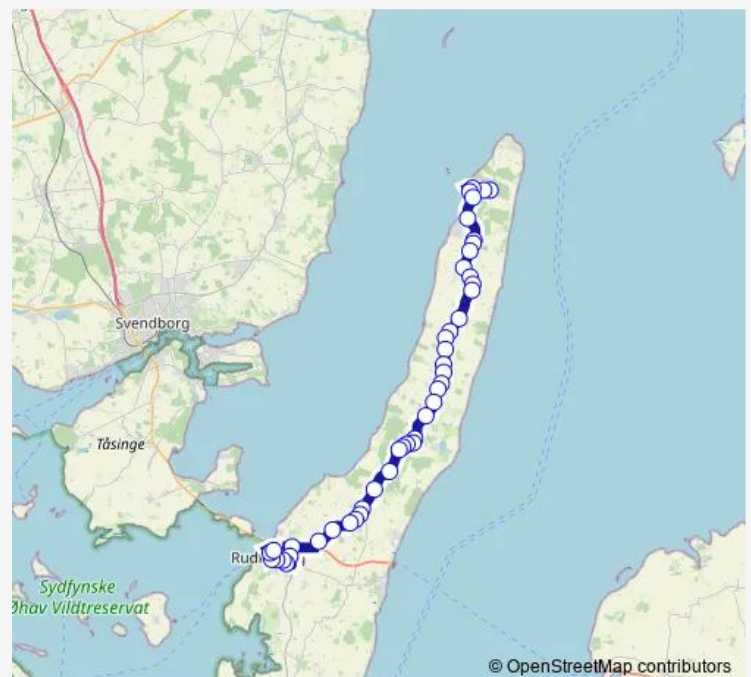 Svendborg
Tåsinge
Sydfynske
Øhav Vildtreservat
© OpenStreetMap contributors